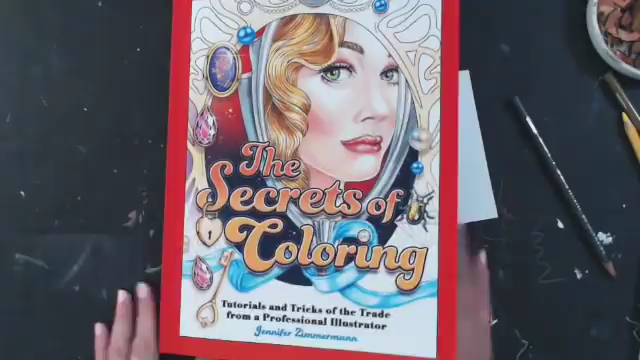 The
Secrets of
Coloring
Tutorials and Tricks of the Trade
from a Professional Illustrator
Jennifer Zimmermann